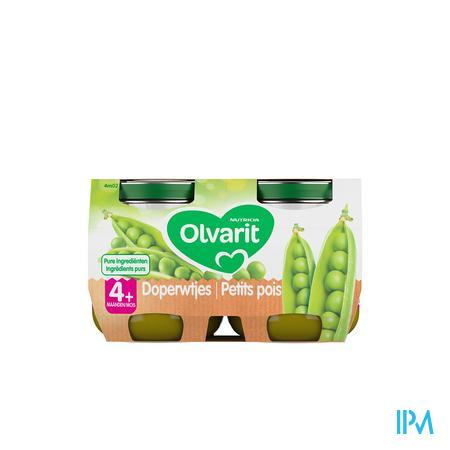 4m02
NUTRICIA
Olvarit
Pure ingrediënten
Ingrédients purs
4+
MAANDEN/MOIS
Doperwtjes | Petits pois
IPM